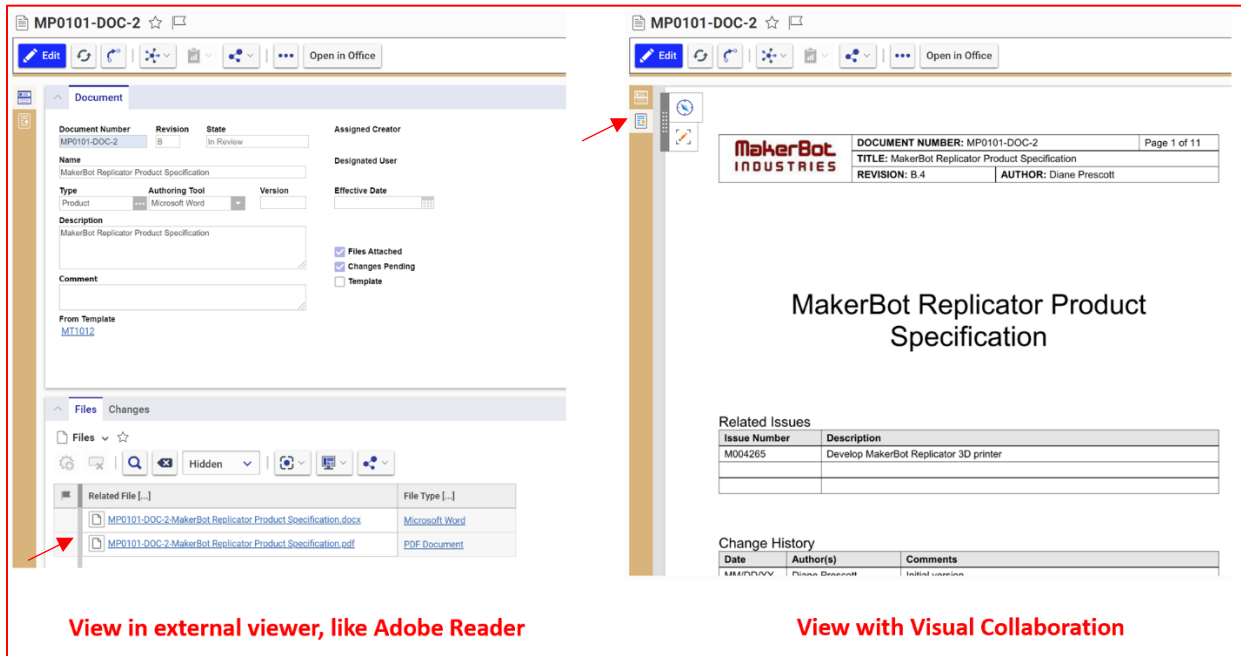 MP0101-DOC-2
Edit
Open in Office
Document
Document Number Revision State Assigned Creator
MP0101-DOC-2 B In Review
Name Designated User
MakerBot Replicator Product Specification
Type Authoring Tool Version Effective Date
Product ... Microsoft Word
Description
MakerBot Replicator Product Specification
Files Attached
Changes Pending
Comment Template
From Template
MT1012
Files Changes
Files
Hidden
Related File [...] File Type [...]
MP0101-DOC-2-MakerBot Replicator Product Specification.docx Microsoft Word
MP0101-DOC-2-MakerBot Replicator Product Specification.pdf PDF Document
View in external viewer, like Adobe Reader
MP0101-DOC-2
Edit
Open in Office
MakerBot
INDUSTRIES
DOCUMENT NUMBER: MP0101-DOC-2 Page 1 of 11
TITLE: MakerBot Replicator Product Specification
REVISION: B.4 AUTHOR: Diane Prescott
MakerBot Replicator Product
Specification
Related Issues
Issue Number Description
M004265 Develop MakerBot Replicator 3D printer
Change History
Date Author(s) Comments
MM/DD/YY Diane Prescott Initial version
View with Visual Collaboration